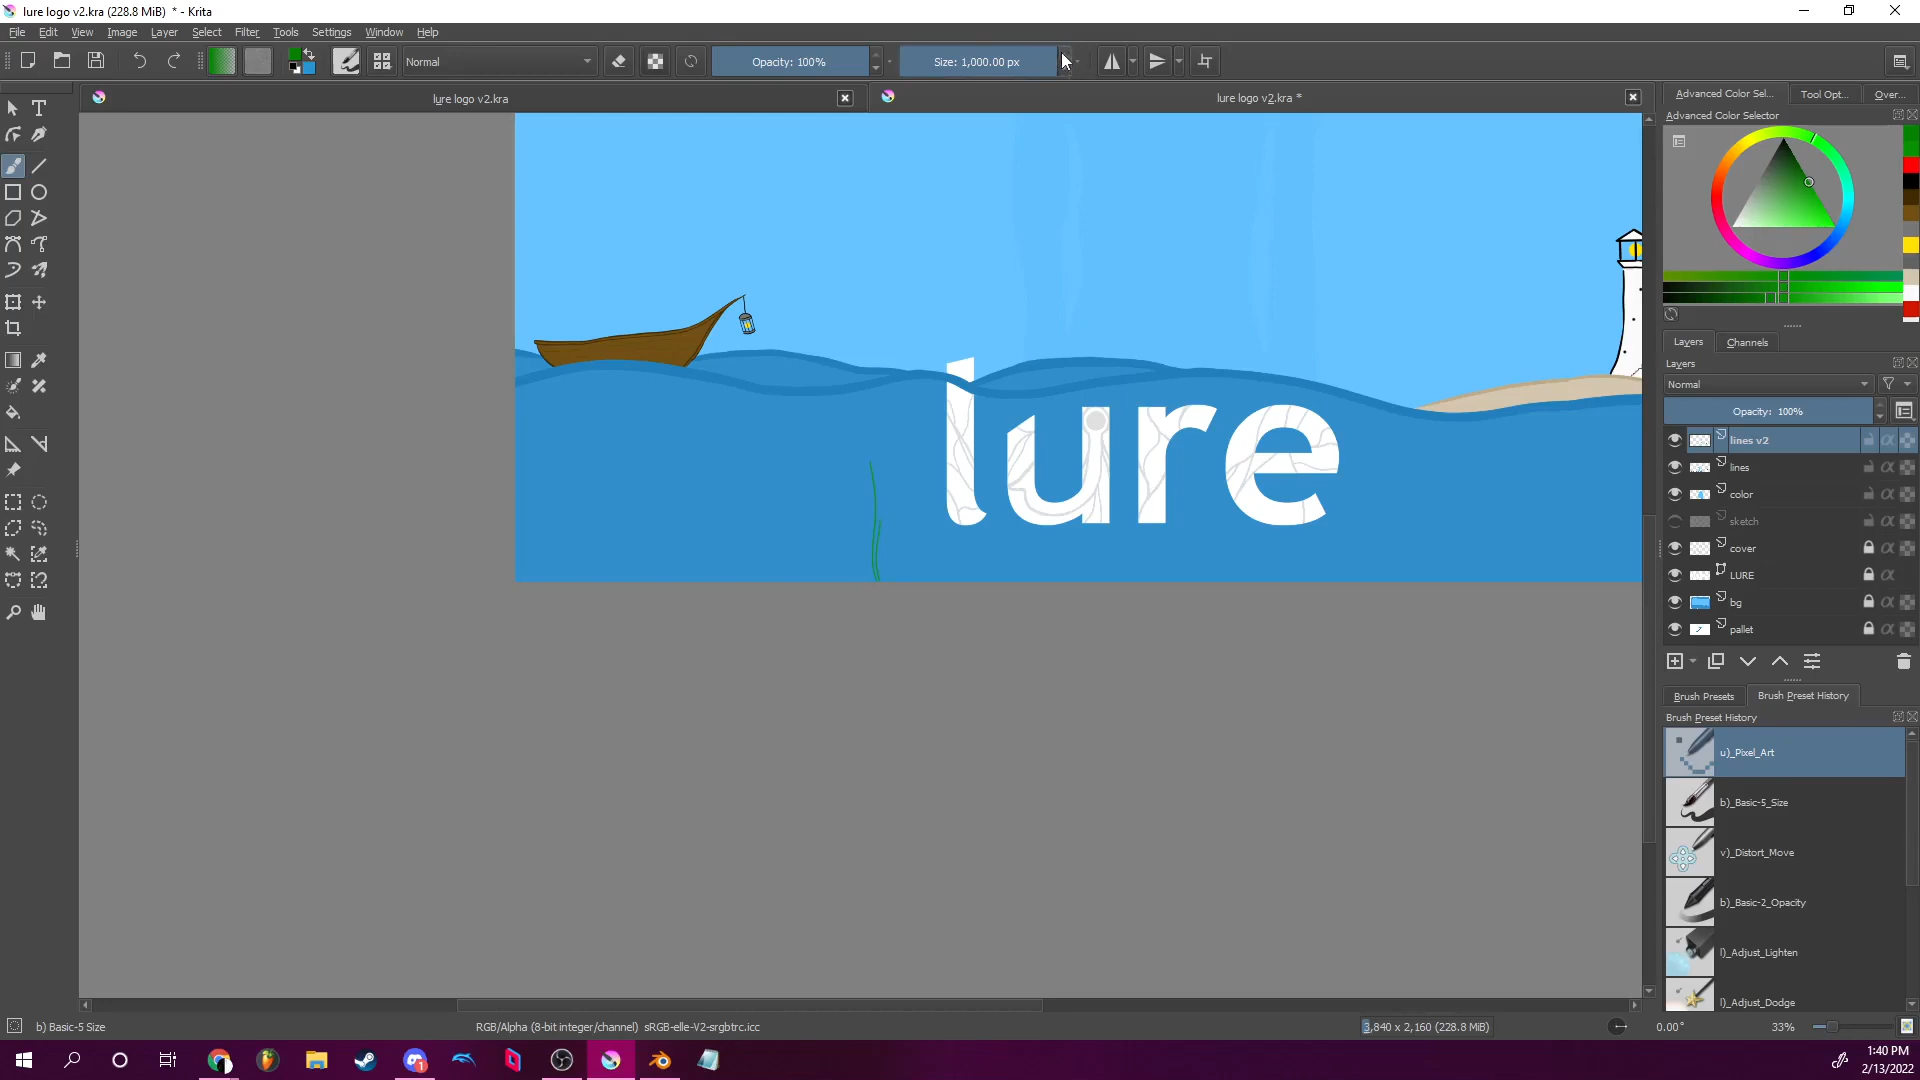 lure logo v2.kra (228.8 MiB) * - Krita
File Edit View Image Layer Select Filter Tools Settings Window Help
Normal
Opacity: 100%
Size: 1,000.00 px
lure logo v2.kra
lure logo v2.kra *
Advanced Color Sel...
Tool Opt...
Over...
Advanced Color Selector
lure
Layers
Channels
Layers
Normal
Opacity: 100%
lines v2
lines
color
sketch
cover
LURE
bg
pallet
Brush Presets
Brush Preset History
Brush Preset History
u)_Pixel_Art
b)_Basic-5_Size
v)_Distort_Move
b)_Basic-2_Opacity
l)_Adjust_Lighten
l)_Adjust_Dodge
b) Basic-5 Size
RGB/Alpha (8-bit integer/channel) sRGB-elle-V2-srgbtrc.icc
3,840 x 2,160 (228.8 MiB)
0.00°
33%
1:40 PM
2/13/2022